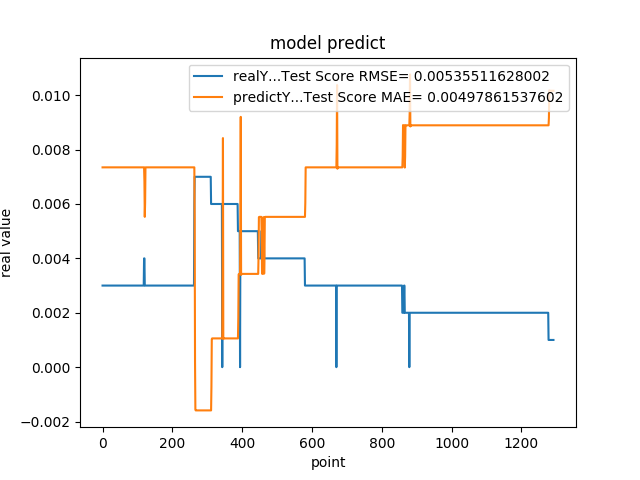 model predict
realY...Test Score RMSE= 0.00535511628002
predictY...Test Score MAE= 0.00497861537602
0.010
0.008
0.006
0.004
0.002
0.000
−0.002
real value
0 200 400 600 800 1000 1200
point